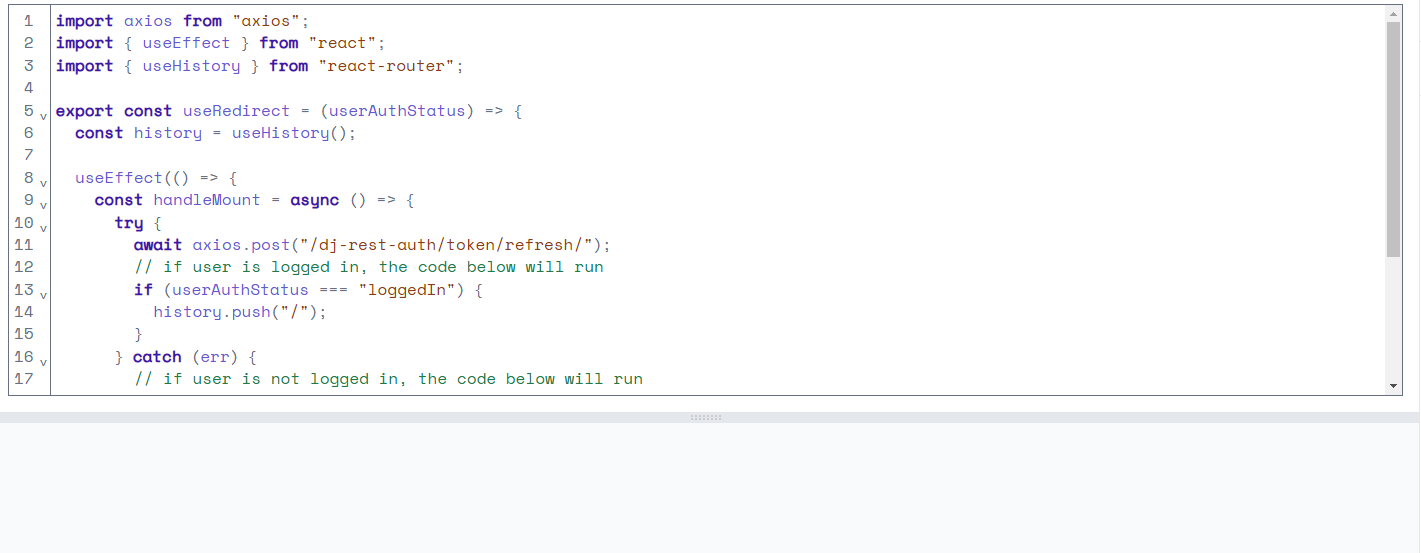 1 import axios from "axios";
2 import { useEffect } from "react";
3 import { useHistory } from "react-router";
4
5 v export const useRedirect = (userAuthStatus) => {
6 const history = useHistory();
7
8 v useEffect(() => {
9 v const handleMount = async () => {
10 v try {
11 await axios.post("/dj-rest-auth/token/refresh/");
12 // if user is logged in, the code below will run
13 v if (userAuthStatus === "loggedIn") {
14 history.push("/");
15 }
16 v } catch (err) {
17 // if user is not logged in, the code below will run